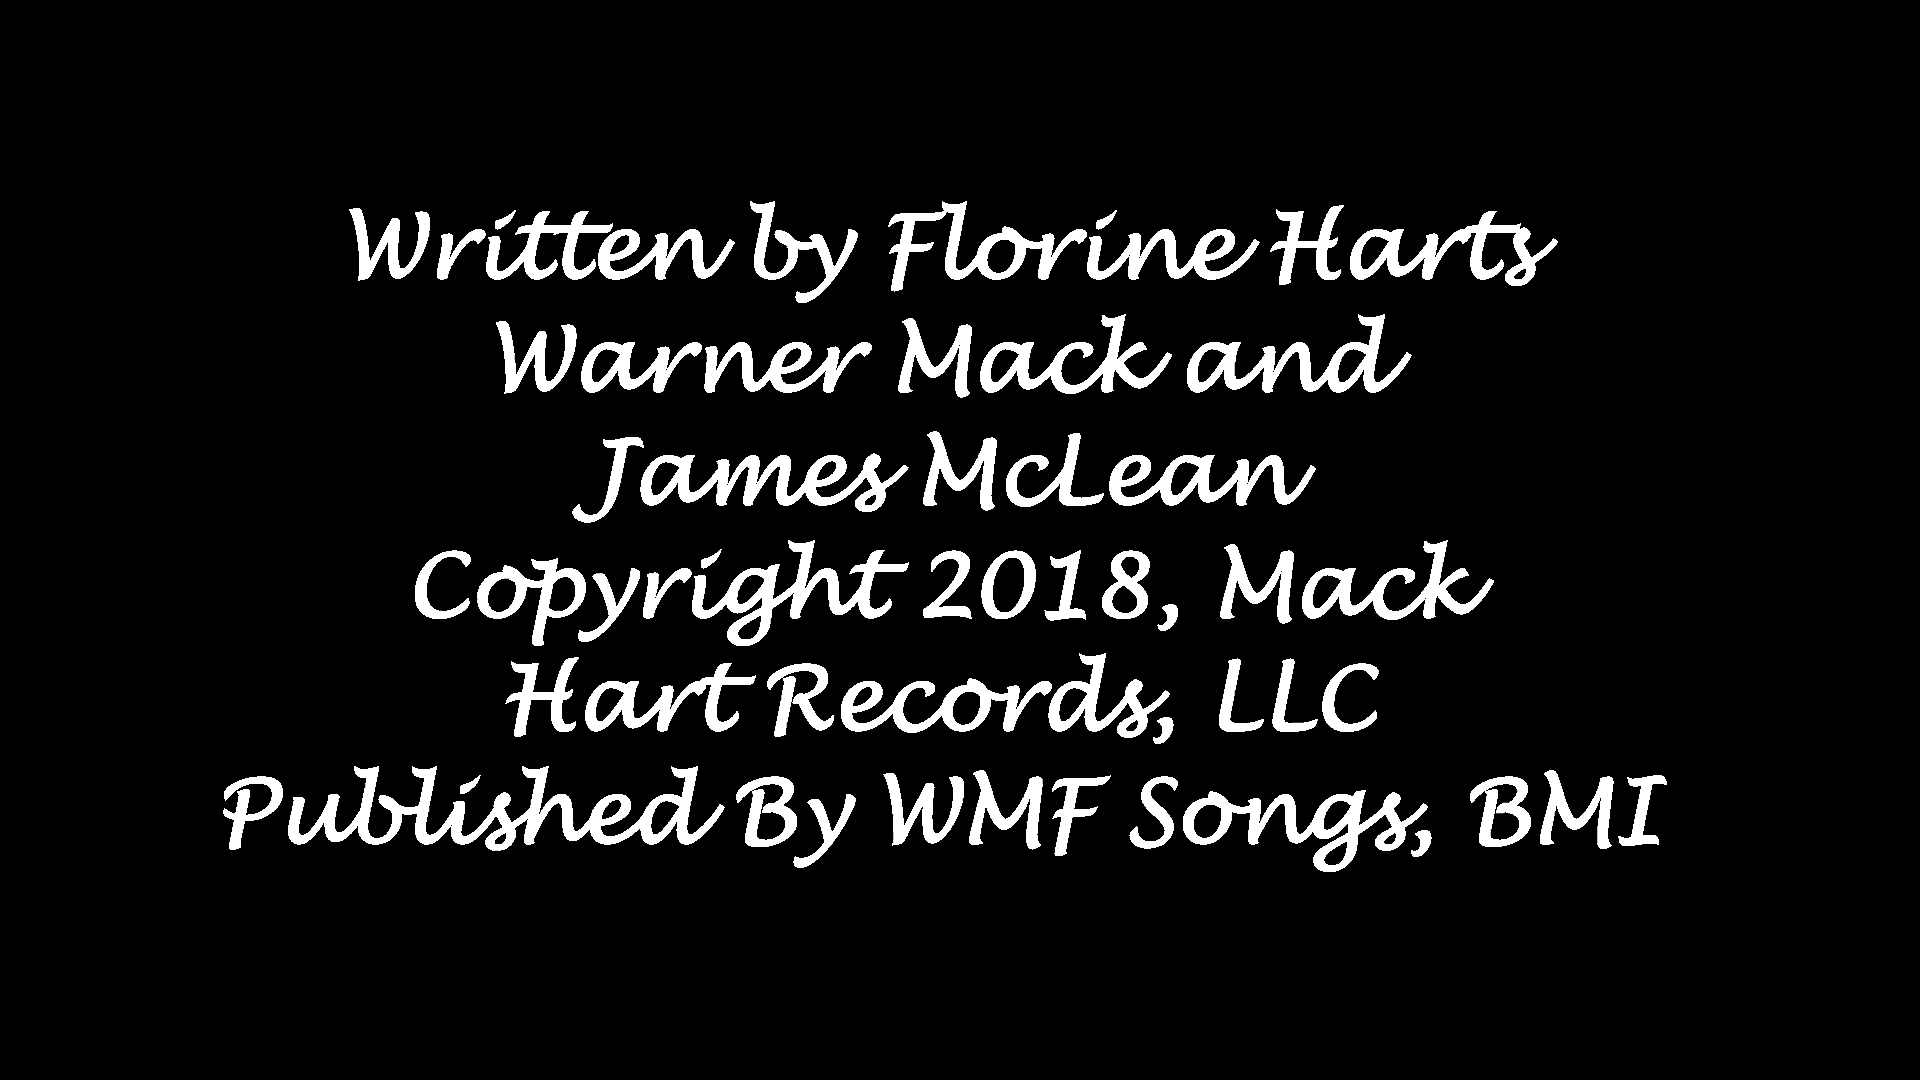 Written by Florine Harts
Warner Mack and
James McLean
Copyright 2018, Mack
Hart Records, LLC
Published By WMF Songs, BMI